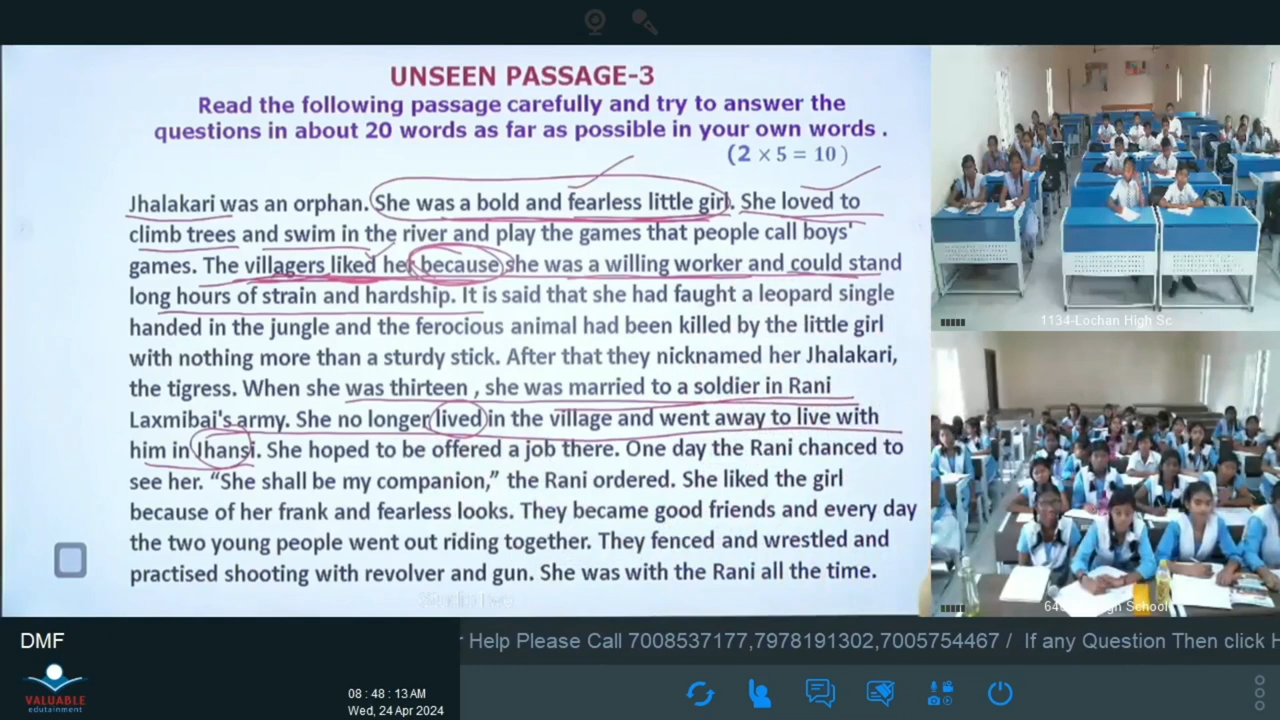 UNSEEN PASSAGE-3
Read the following passage carefully and try to answer the
questions in about 20 words as far as possible in your own words .
(2 × 5 = 10)
Jhalakari was an orphan. She was a bold and fearless little girl. She loved to
climb trees and swim in the river and play the games that people call boys'
games. The villagers liked her because she was a willing worker and could stand
long hours of strain and hardship. It is said that she had faught a leopard single
handed in the jungle and the ferocious animal had been killed by the little girl
with nothing more than a sturdy stick. After that they nicknamed her Jhalakari,
the tigress. When she was thirteen , she was married to a soldier in Rani
Laxmibai's army. She no longer lived in the village and went away to live with
him in Jhansi. She hoped to be offered a job there. One day the Rani chanced to
see her. “She shall be my companion,” the Rani ordered. She liked the girl
because of her frank and fearless looks. They became good friends and every day
the two young people went out riding together. They fenced and wrestled and
practised shooting with revolver and gun. She was with the Rani all the time.
1134-Lochan High Sc
High School
DMF
Help Please Call 7008537177,7978191302,7005754467 / If any Question Then click
VALUABLE
edutainment
08 : 48 : 13 AM
Wed, 24 Apr 2024